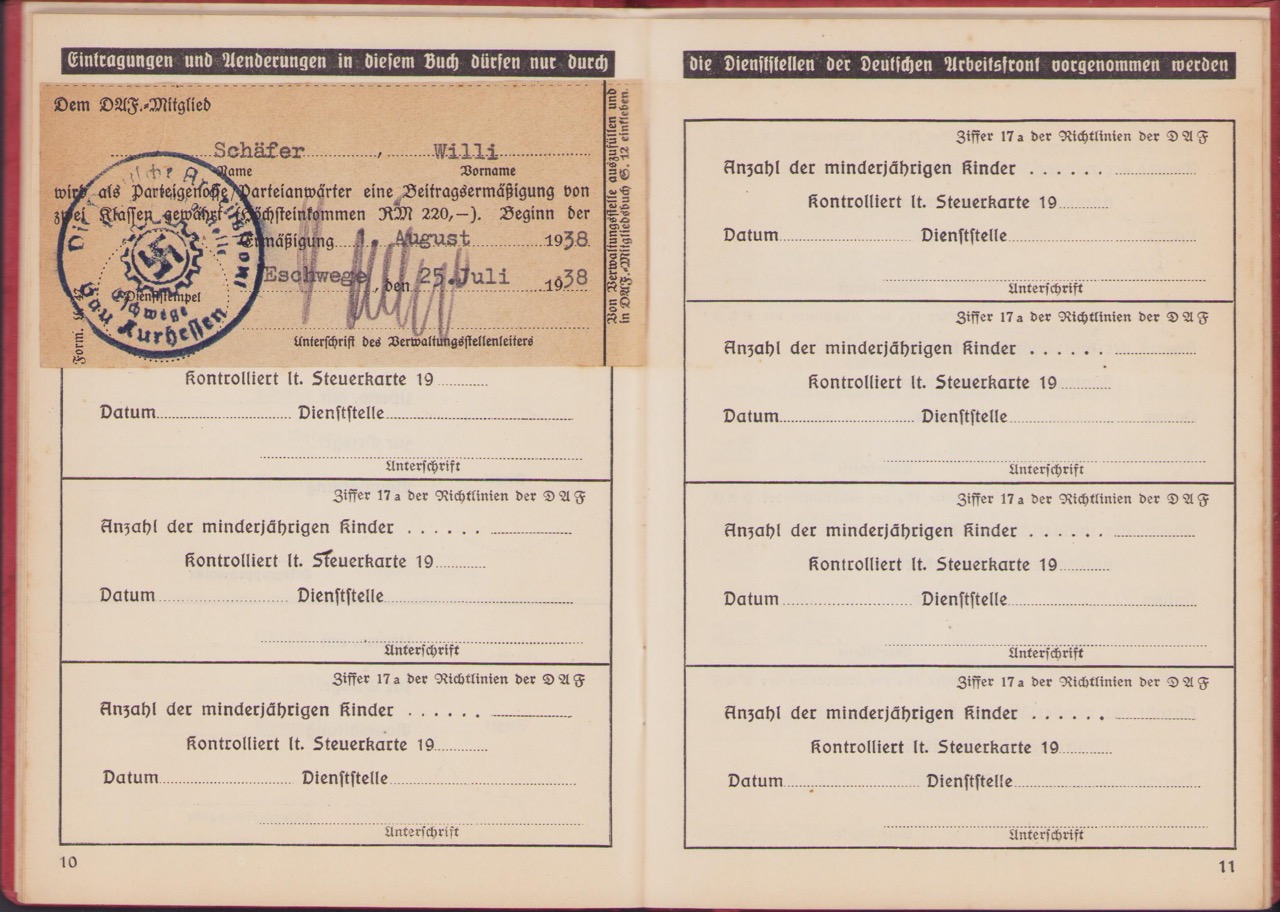 Eintragungen und Aenderungen in diesem Buch dürfen nur durch
Dem DAF.-Mitglied
Schäfer , Willi
Name Vorname
wird als Parteigenosse Parteianwärter eine Beitragsermäßigung von
zwei Klassen gewährt (Höchsteinkommen RM 220,—). Beginn der
Ermäßigung August 1938
Eschwege, den 25.Juli 1938
Dienststempel
Unterschrift des Verwaltungsstellenleiters
Form.
Von Verwaltungsstelle auszufüllen und
in DAF.-Mitgliedsbuch S. 12 einkleben.
Die Deutsche Arbeitsfront
Eschwege
Gau Kurhessen
Kontrolliert lt. Steuerkarte 19
Datum Dienststelle
Unterschrift
Ziffer 17a der Richtlinien der DAF
Anzahl der minderjährigen Kinder . . . . . .
Kontrolliert lt. Steuerkarte 19
Datum Dienststelle
Unterschrift
Ziffer 17a der Richtlinien der DAF
Anzahl der minderjährigen Kinder . . . . . .
Kontrolliert lt. Steuerkarte 19
Datum Dienststelle
Unterschrift
10
die Dienststellen der Deutschen Arbeitsfront vorgenommen werden
Ziffer 17a der Richtlinien der DAF
Anzahl der minderjährigen Kinder . . . . . .
Kontrolliert lt. Steuerkarte 19
Datum Dienststelle
Unterschrift
Ziffer 17a der Richtlinien der DAF
Anzahl der minderjährigen Kinder . . . . . .
Kontrolliert lt. Steuerkarte 19
Datum Dienststelle
Unterschrift
Ziffer 17a der Richtlinien der DAF
Anzahl der minderjährigen Kinder . . . . . .
Kontrolliert lt. Steuerkarte 19
Datum Dienststelle
Unterschrift
Ziffer 17a der Richtlinien der DAF
Anzahl der minderjährigen Kinder . . . . . .
Kontrolliert lt. Steuerkarte 19
Datum Dienststelle
Unterschrift
11